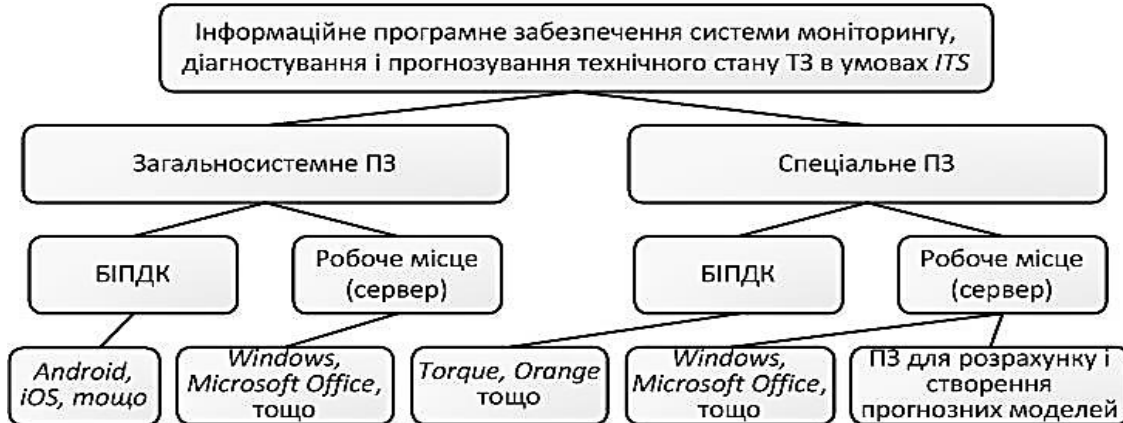 Інформаційне програмне забезпечення системи моніторингу,
діагностування і прогнозування технічного стану ТЗ в умовах ITS
Загальносистемне ПЗ
Спеціальне ПЗ
БІПДК
Робоче місце
(сервер)
БІПДК
Робоче місце
(сервер)
Android,
iOS, тощо
Windows,
Microsoft Office,
тощо
Torque, Orange
тощо
Windows,
Microsoft Office,
тощо
ПЗ для розрахунку і
створення
прогнозних моделей